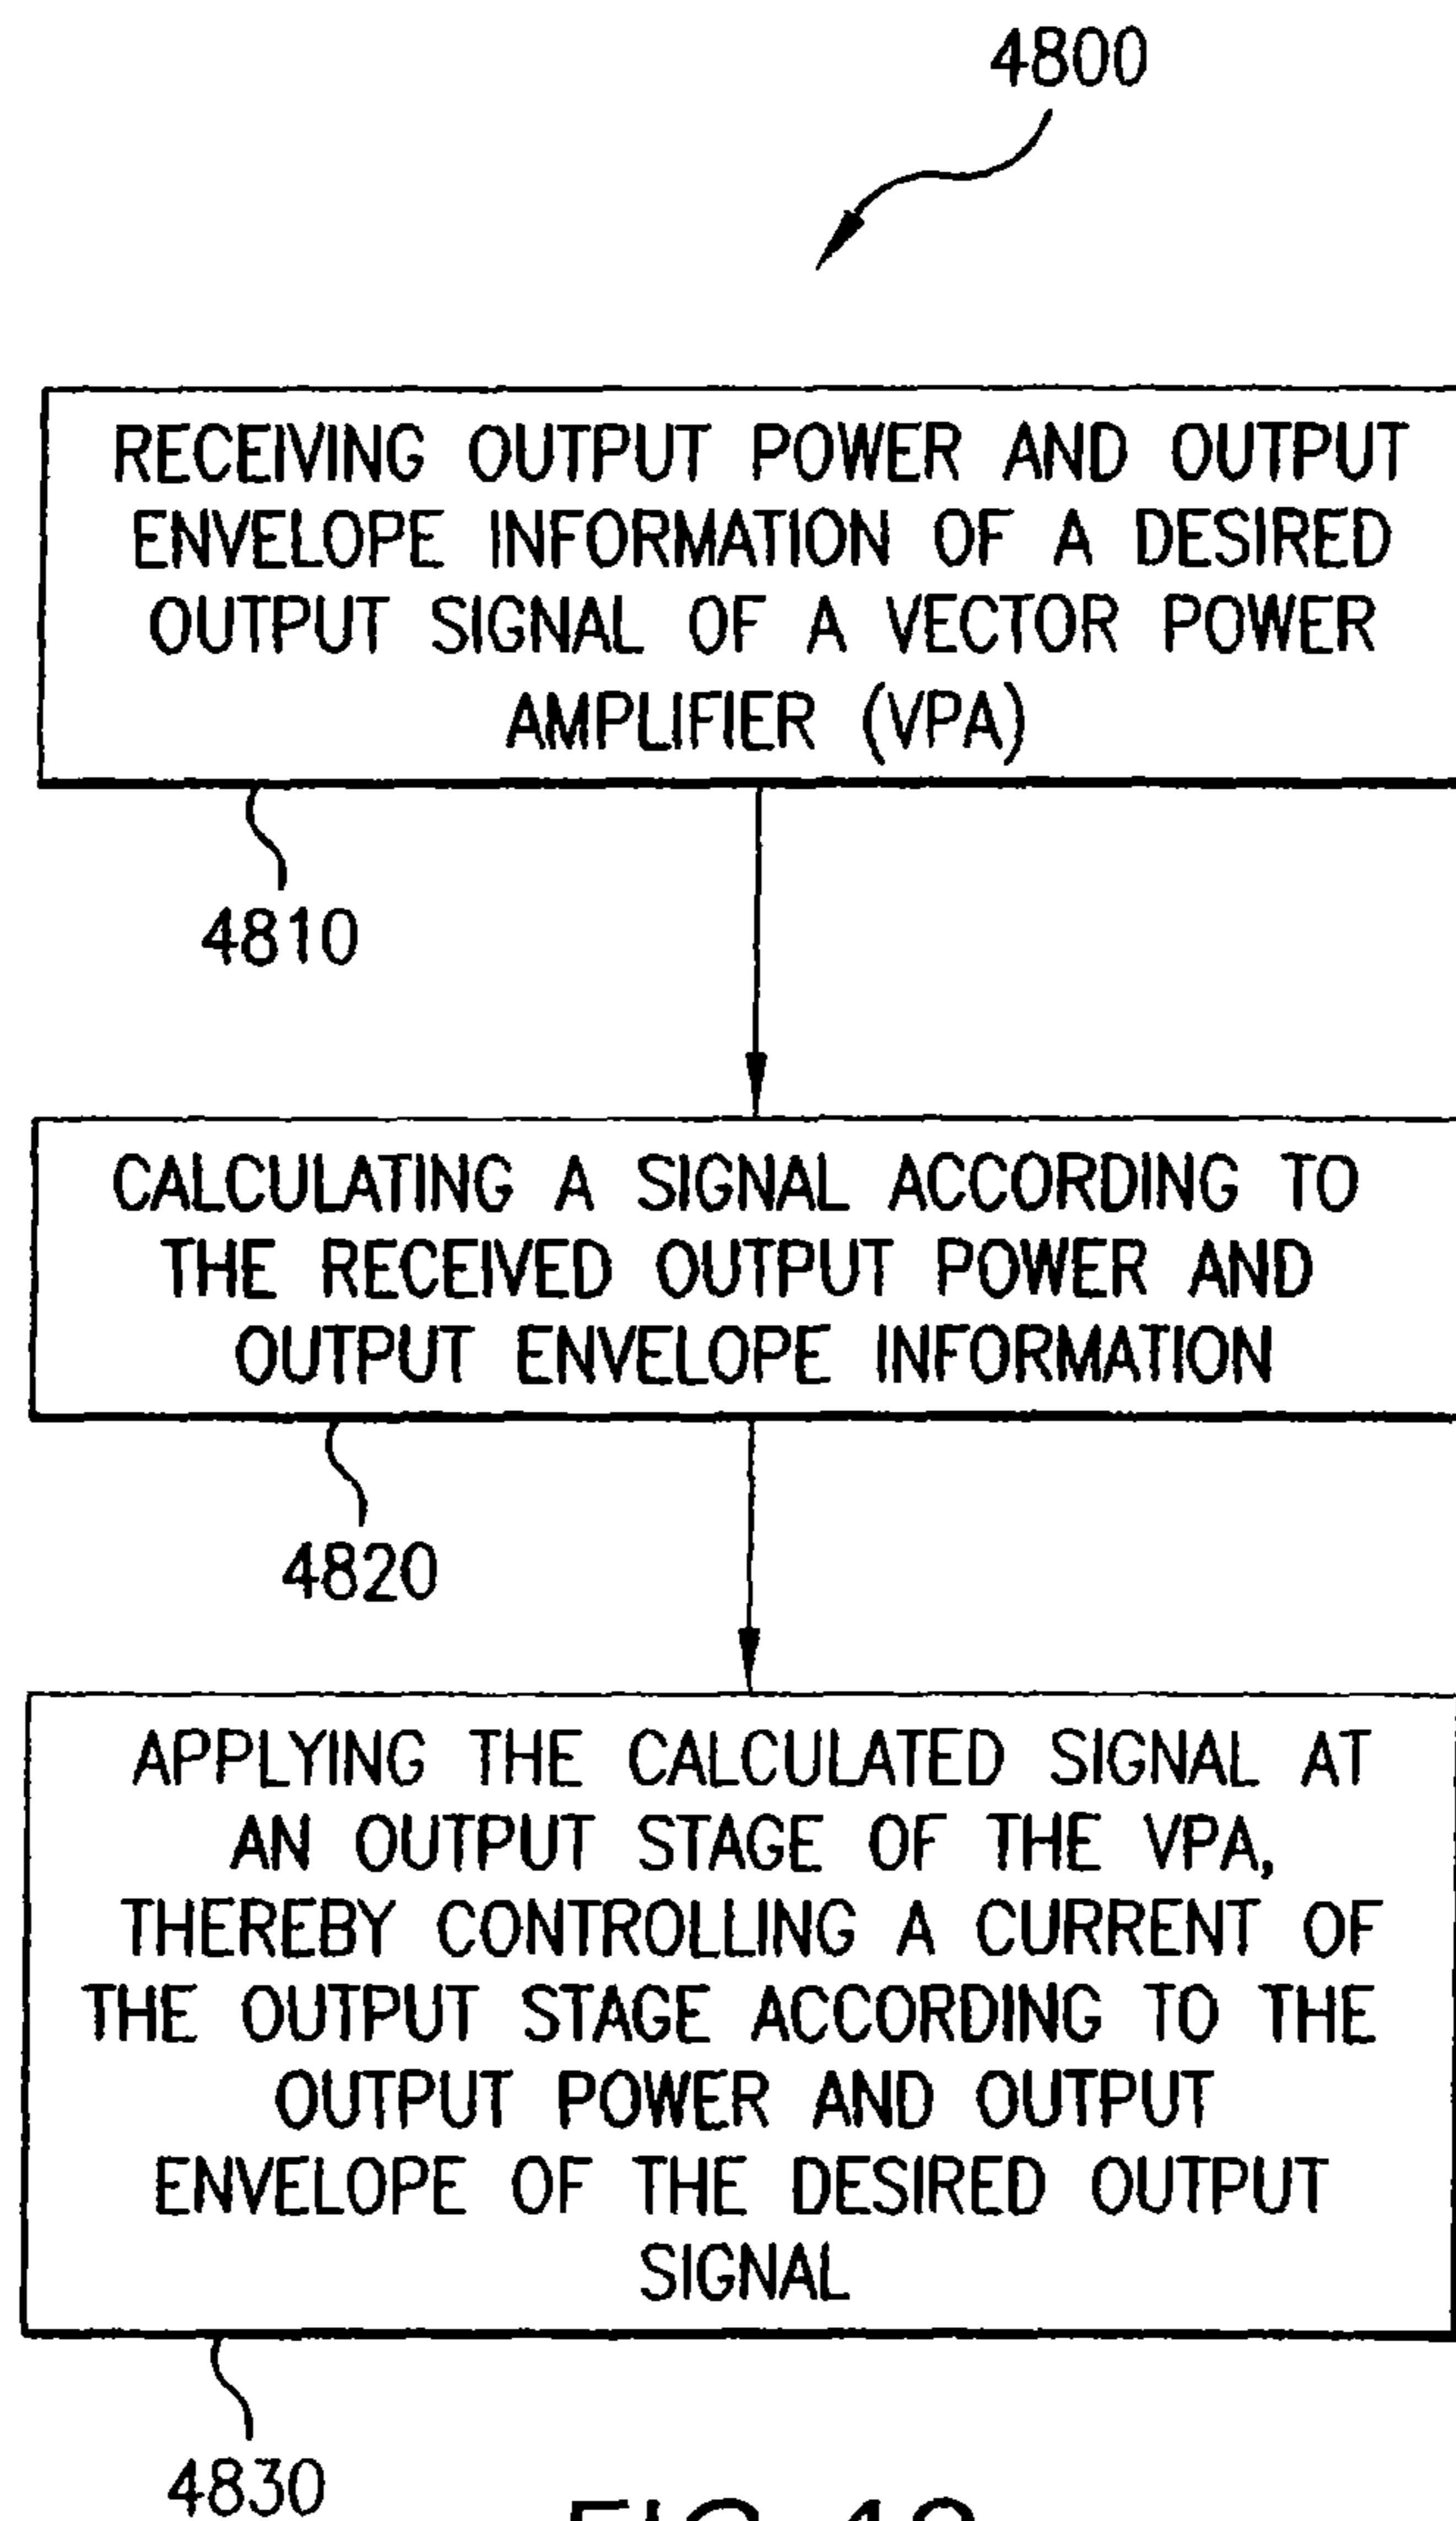 4800
RECEIVING OUTPUT POWER AND OUTPUT
ENVELOPE INFORMATION OF A DESIRED
OUTPUT SIGNAL OF A VECTOR POWER
AMPLIFIER (VPA)
4810
CALCULATING A SIGNAL ACCORDING TO
THE RECEIVED OUTPUT POWER AND
OUTPUT ENVELOPE INFORMATION
4820
APPLYING THE CALCULATED SIGNAL AT
AN OUTPUT STAGE OF THE VPA,
THEREBY CONTROLLING A CURRENT OF
THE OUTPUT STAGE ACCORDING TO THE
OUTPUT POWER AND OUTPUT
ENVELOPE OF THE DESIRED OUTPUT
SIGNAL
4830